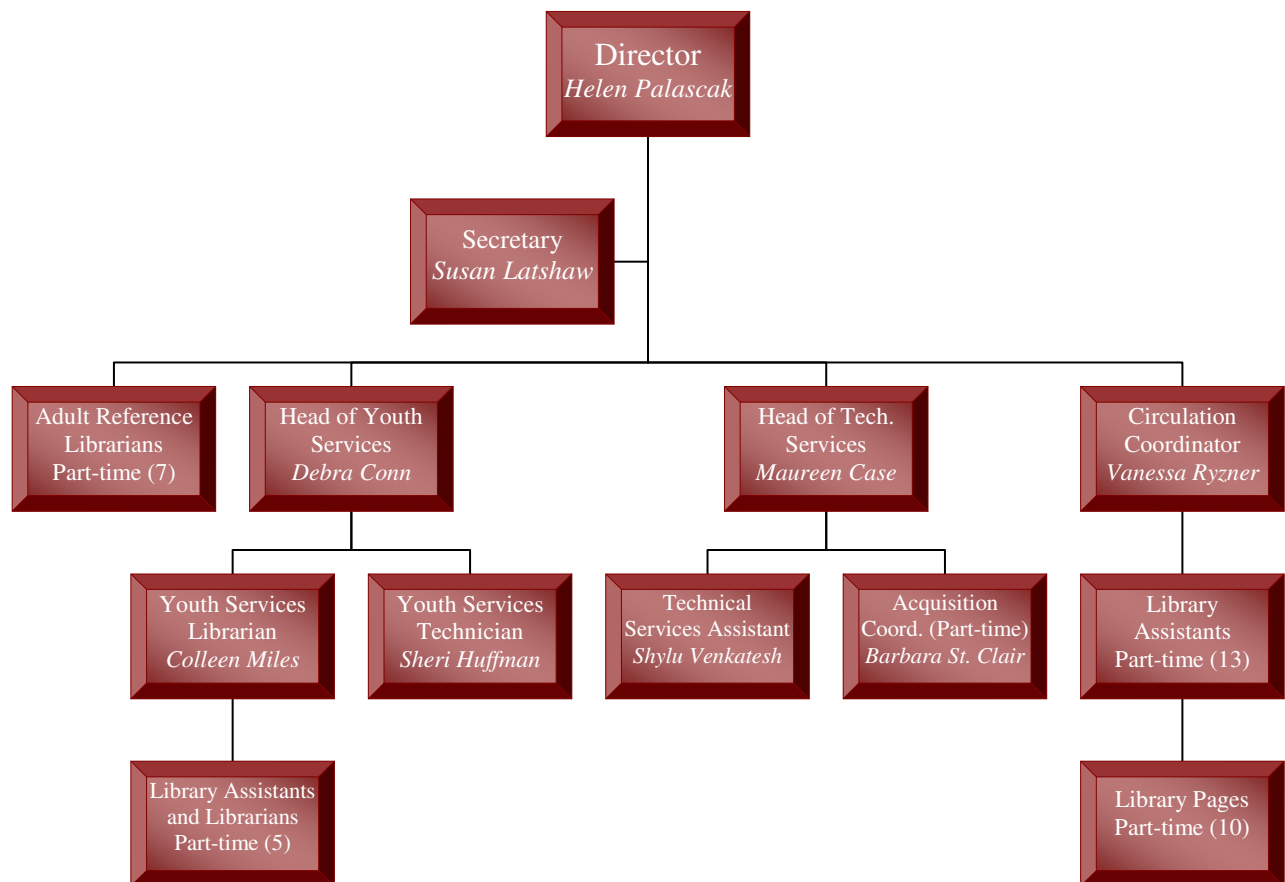 Director
Helen Palascak
Secretary
Susan Latshaw
Adult Reference
Librarians
Part-time (7)
Head of Youth
Services
Debra Conn
Head of Tech.
Services
Maureen Case
Circulation
Coordinator
Vanessa Ryzner
Youth Services
Librarian
Colleen Miles
Youth Services
Technician
Sheri Huffman
Technical
Services Assistant
Shylu Venkatesh
Acquisition
Coord. (Part-time)
Barbara St. Clair
Library
Assistants
Part-time (13)
Library Assistants
and Librarians
Part-time (5)
Library Pages
Part-time (10)